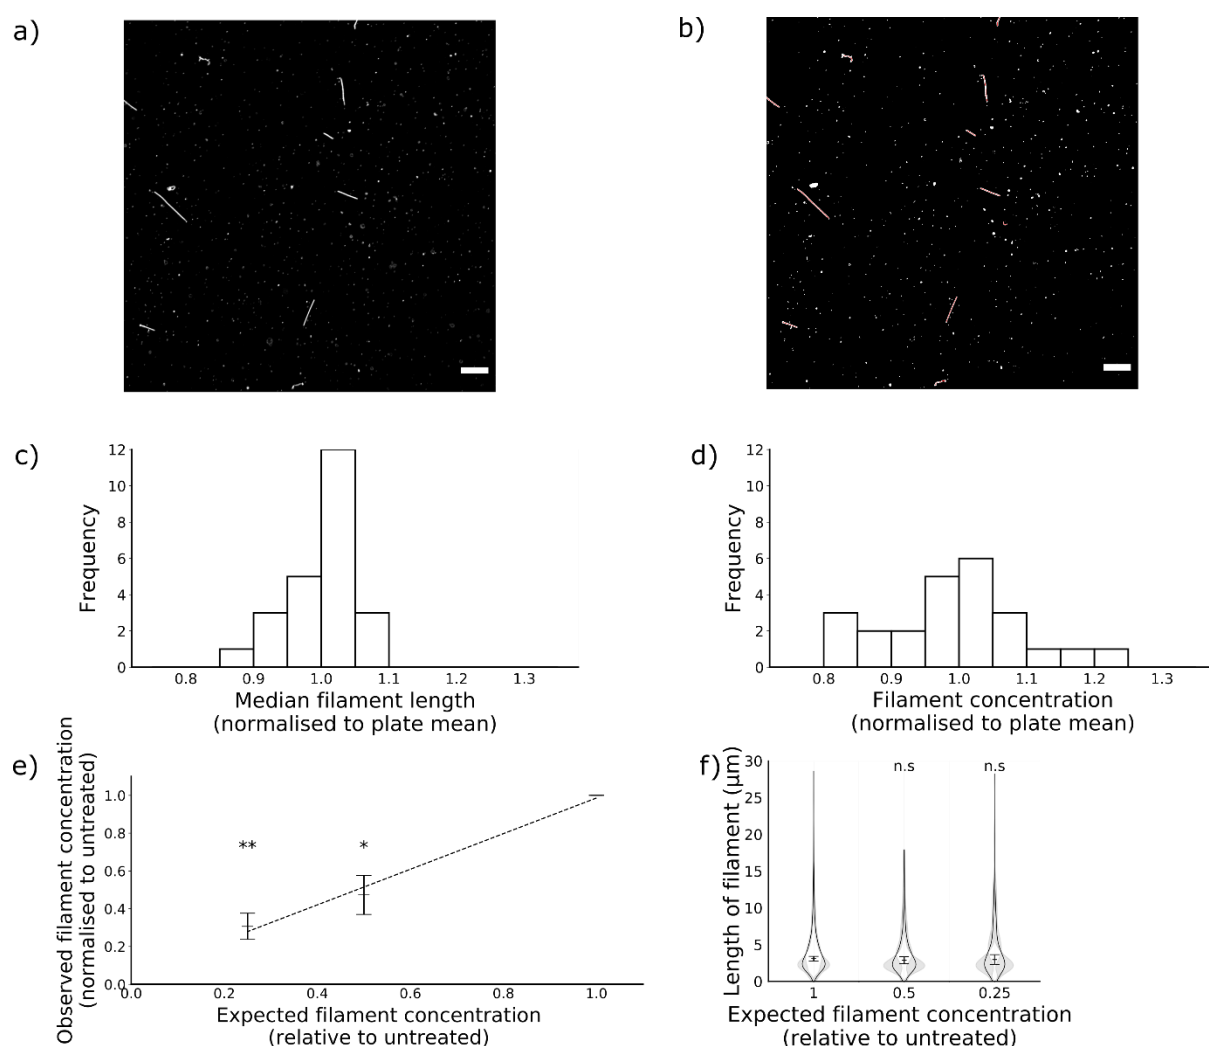 a)
b)
c)
12
10
8
6
4
2
0
Frequency
0.8 0.9 1.0 1.1 1.2 1.3
Median filament length
(normalised to plate mean)
d)
12
10
8
6
4
2
0
Frequency
0.8 0.9 1.0 1.1 1.2 1.3
Filament concentration
(normalised to plate mean)
e)
Observed filament concentration
(normalised to untreated)
1.0
0.8
0.6
0.4
0.2
0.0
** *
0.0 0.2 0.4 0.6 0.8 1.0
Expected filament concentration
(relative to untreated)
f)
Length of filament (μm)
30
25
20
15
10
5
0
n.s n.s
1 0.5 0.25
Expected filament concentration
(relative to untreated)